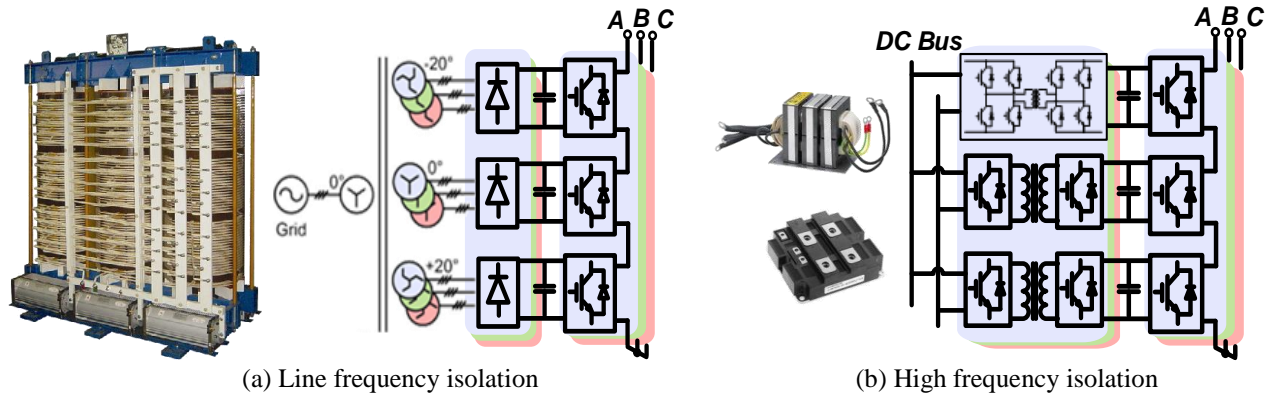 A B C
-20°
0°
0°
Grid
+20°
(a) Line frequency isolation
A B C
DC Bus
(b) High frequency isolation